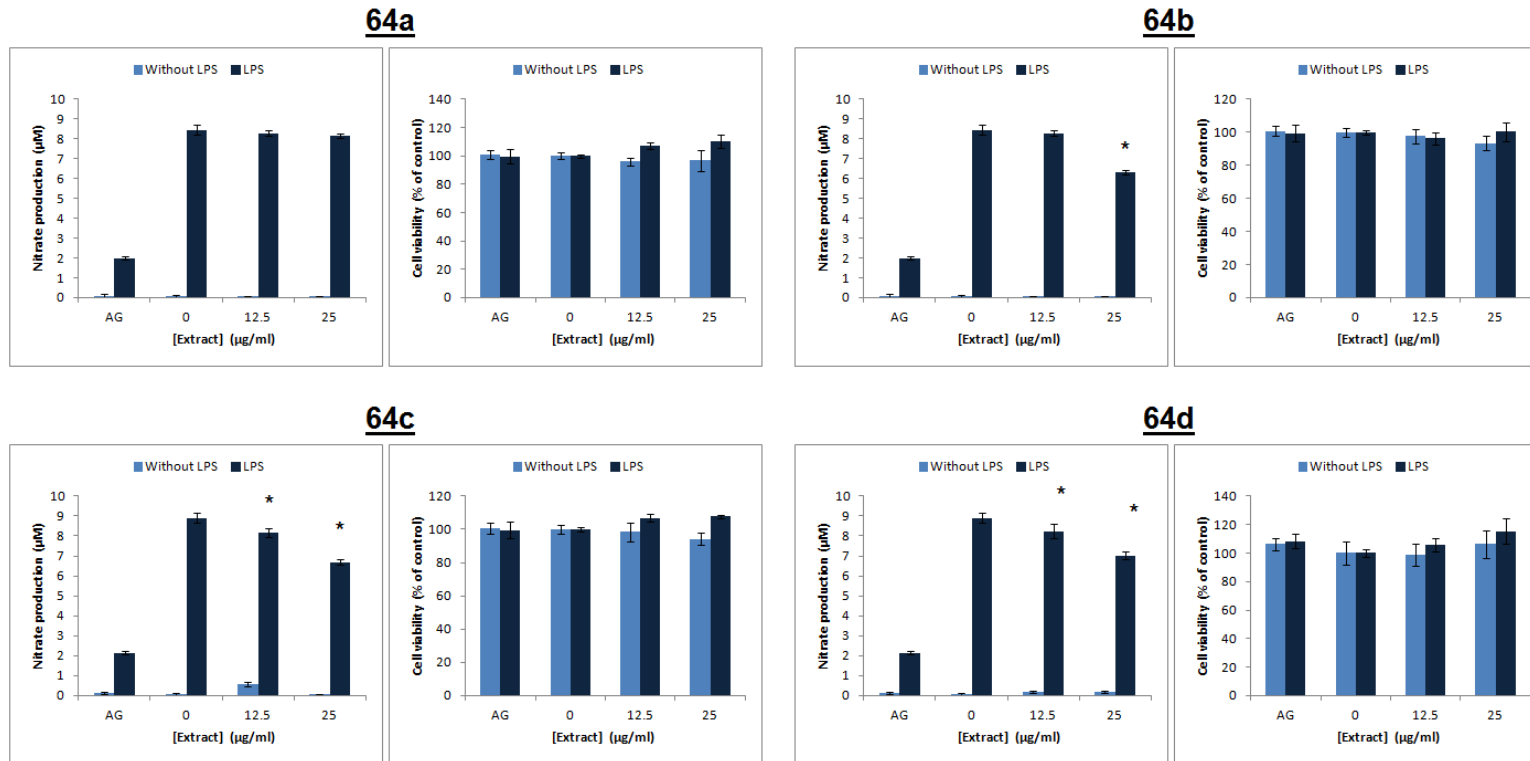 64a
Without LPS LPS
Nitrate production (µM)
10
9
8
7
6
5
4
3
2
1
0
AG 0 12.5 25
[Extract] (µg/ml)
Without LPS LPS
Cell viability (% of control)
140
120
100
80
60
40
20
0
AG 0 12.5 25
[Extract] (µg/ml)
64b
Without LPS LPS
Nitrate production (µM)
10
9
8
7
6
5
4
3
2
1
0
*
AG 0 12.5 25
[Extract] (µg/ml)
Without LPS LPS
Cell viability (% of control)
120
100
80
60
40
20
0
AG 0 12.5 25
[Extract] (µg/ml)
64c
Without LPS LPS
Nitrate production (µM)
10
9
8
7
6
5
4
3
2
1
0
* *
AG 0 12.5 25
[Extract] (µg/ml)
Without LPS LPS
Cell viability (% of control)
120
100
80
60
40
20
0
AG 0 12.5 25
[Extract] (µg/ml)
64d
Without LPS LPS
Nitrate production (µM)
10
9
8
7
6
5
4
3
2
1
0
* *
AG 0 12.5 25
[Extract] (µg/ml)
Without LPS LPS
Cell viability (% of control)
140
120
100
80
60
40
20
0
AG 0 12.5 25
[Extract] (µg/ml)